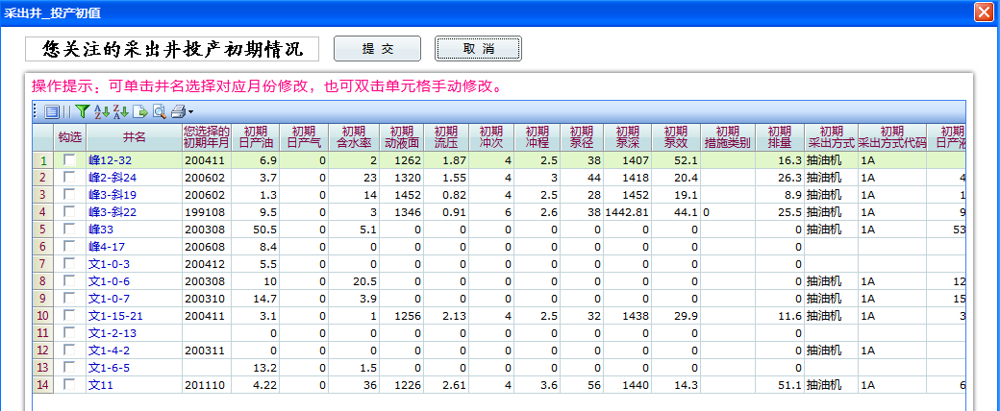 采出井_投产初值
您关注的采出井投产初期情况 提 交 取 消
操作提示：可单击井名选择对应月份修改，也可双击单元格手动修改。
钩选 井名 您选择的初期年月 初期日产油 初期日产气 初期含水率 初期动液面 初期流压 初期冲次 初期冲程 初期泵径 初期泵深 初期泵效 初期措施类别 初期排量 初期采出方式 初期采出方式代码 初期日产液
1 峰12-32 200411 6.9 0 2 1262 1.87 4 2.5 38 1407 52.1 16.3 抽油机 1A
2 峰2-斜24 200602 3.7 0 23 1320 1.55 4 3 44 1418 20.4 26.3 抽油机 1A 4
3 峰3-斜19 200602 1.3 0 14 1452 0.82 4 2.5 28 1452 19.1 8.9 抽油机 1A 1
4 峰3-斜22 199108 9.5 0 3 1346 0.91 6 2.6 38 1442.81 44.1 0 25.5 抽油机 1A 9
5 峰33 200308 50.5 0 5.1 0 0 0 0 0 0 0 0 抽油机 1A 53
6 峰4-17 200608 8.4 0 0 0 0 0 0 0 0 0
7 文1-0-3 200412 5.5 0 0 0 0 0 0 0 0 0
8 文1-0-6 200308 10 0 20.5 0 0 0 0 0 0 0 0 抽油机 1A 12
9 文1-0-7 200310 14.7 0 3.9 0 0 0 0 0 0 0 0 抽油机 1A 15
10 文1-15-21 200411 3.1 0 1 1256 2.13 4 2.5 32 1438 29.9 11.6 抽油机 1A 3
11 文1-2-13 0 0 0 0 0 0 0 0 0 0 0
12 文1-4-2 200311 0 0 0 0 0 0 0 0 0 0 0 抽油机 1A
13 文1-6-5 13.2 0 1.5 0 0 0 0 0 0 0 0
14 文11 201110 4.22 0 36 1226 2.61 4 3.6 56 1440 14.3 51.1 抽油机 1A 6